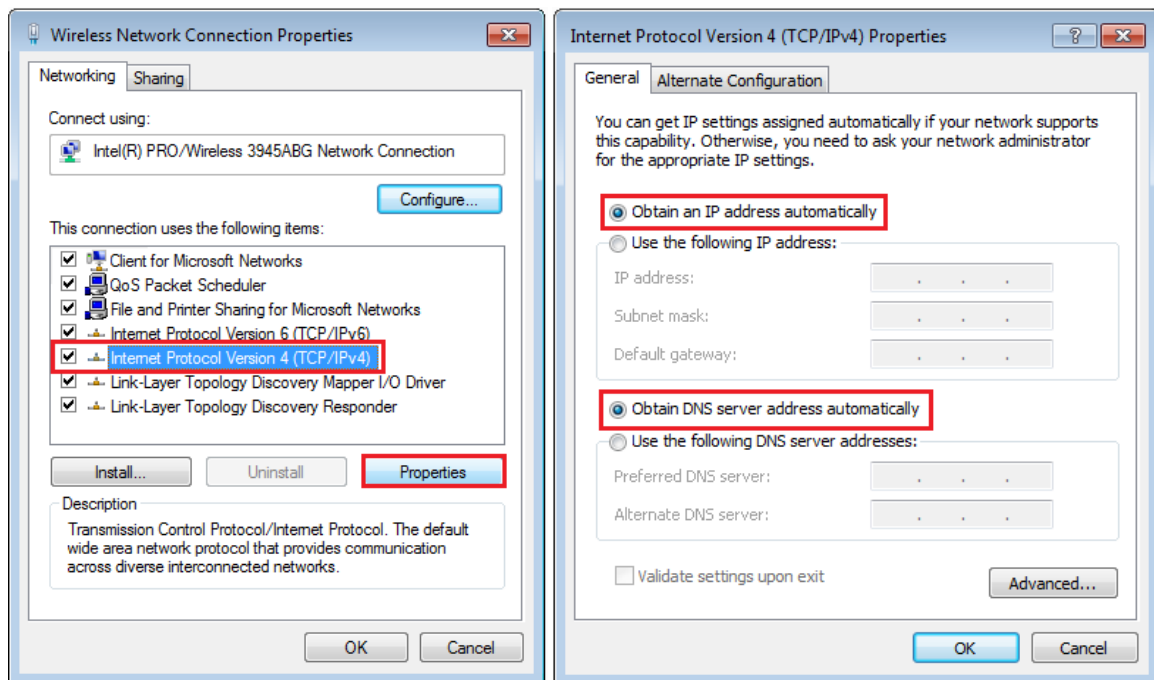 Wireless Network Connection Properties
Networking
Sharing
Connect using:
Intel(R) PRO/Wireless 3945ABG Network Connection
Configure...
This connection uses the following items:
Client for Microsoft Networks
QoS Packet Scheduler
File and Printer Sharing for Microsoft Networks
Internet Protocol Version 6 (TCP/IPv6)
Internet Protocol Version 4 (TCP/IPv4)
Link-Layer Topology Discovery Mapper I/O Driver
Link-Layer Topology Discovery Responder
Install...
Uninstall
Properties
Description
Transmission Control Protocol/Internet Protocol. The default
wide area network protocol that provides communication
across diverse interconnected networks.
OK
Cancel
Internet Protocol Version 4 (TCP/IPv4) Properties
General
Alternate Configuration
You can get IP settings assigned automatically if your network supports
this capability. Otherwise, you need to ask your network administrator
for the appropriate IP settings.
Obtain an IP address automatically
Use the following IP address:
IP address:
Subnet mask:
Default gateway:
Obtain DNS server address automatically
Use the following DNS server addresses:
Preferred DNS server:
Alternate DNS server:
Validate settings upon exit
Advanced...
OK
Cancel